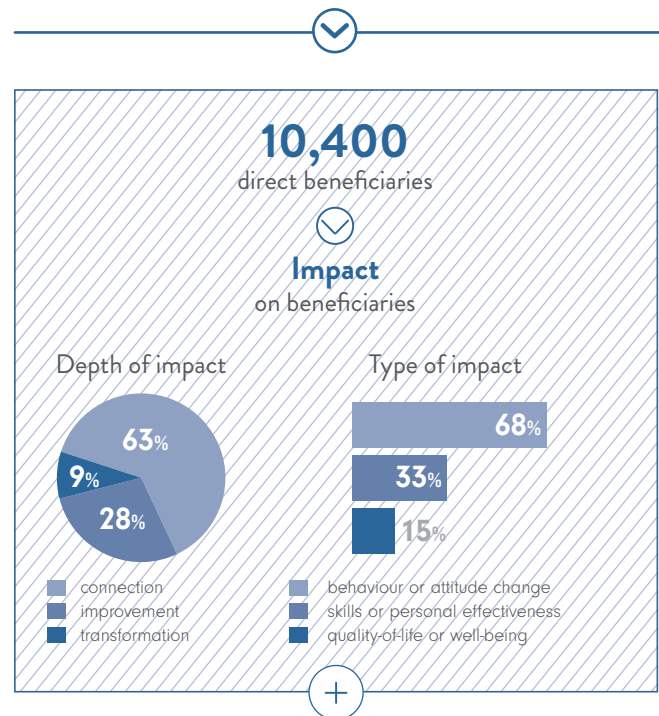 10,400
direct beneficiaries
Impact
on beneficiaries
Depth of impact
63%
9%
28%
connection
improvement
transformation
Type of impact
68%
33%
15%
behaviour or attitude change
skills or personal effectiveness
quality-of-life or well-being